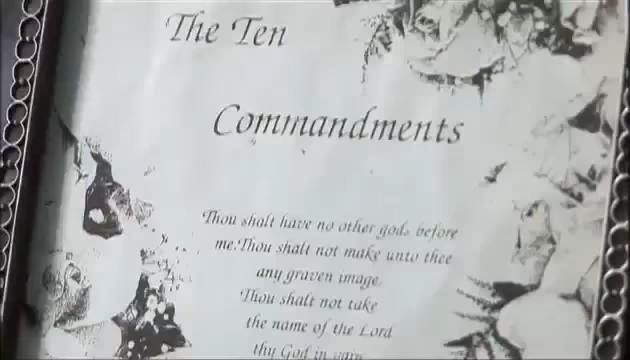 The Ten
Commandments
Thou shalt have no other gods before
me.Thou shalt not make unto thee
any graven image.
Thou shalt not take
the name of the Lord
thy God in vain